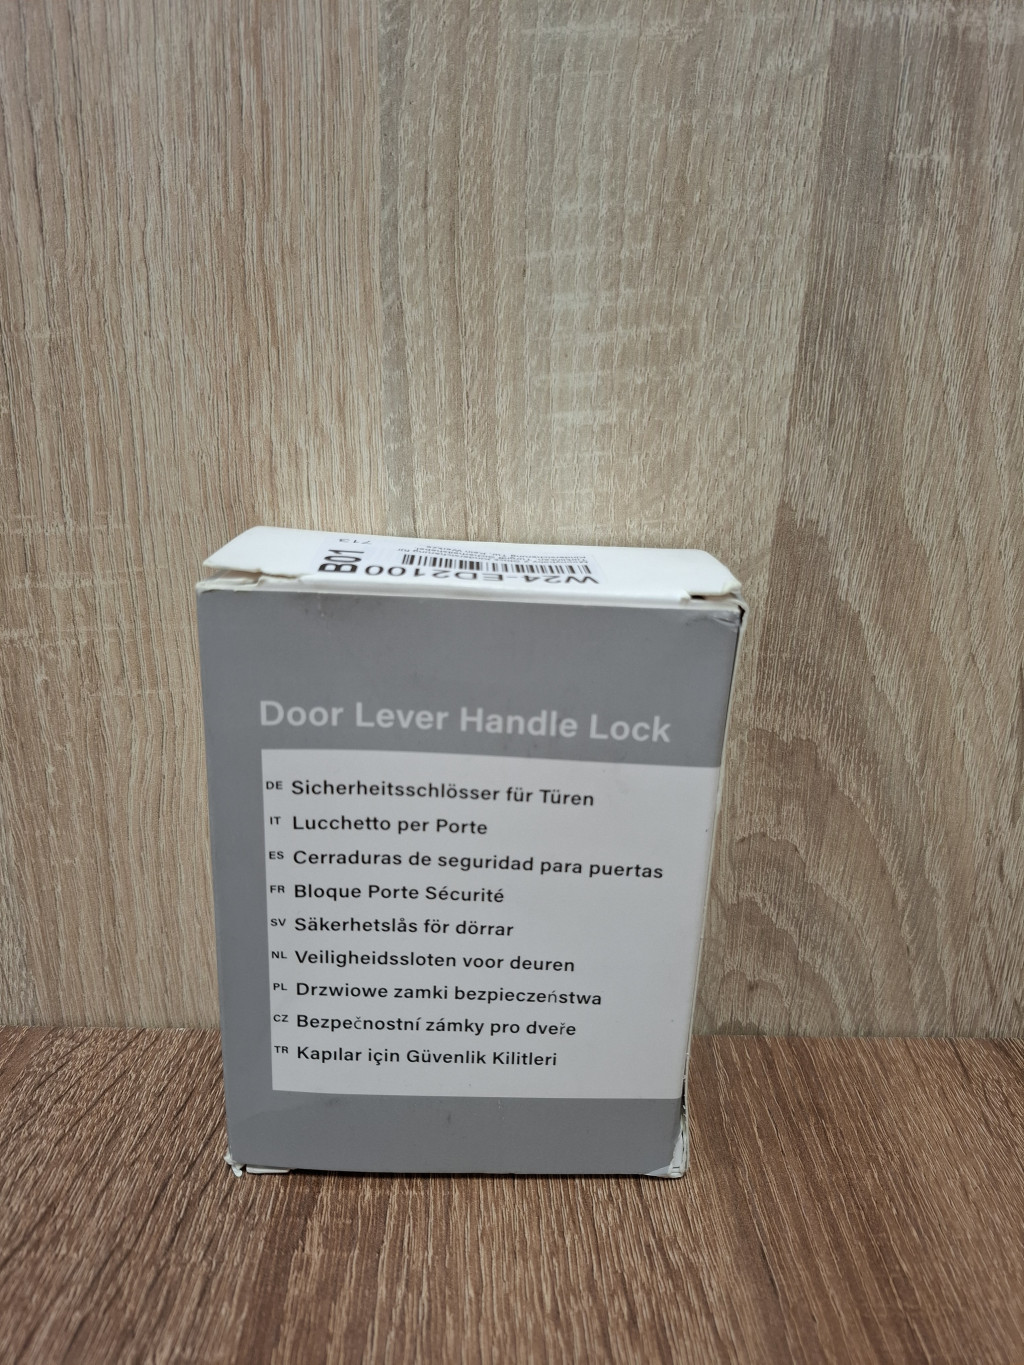 B01
713
W24-ED2100
Door Lever Handle Lock
DE Sicherheitsschlösser für Türen
IT Lucchetto per Porte
ES Cerraduras de seguridad para puertas
FR Bloque Porte Sécurité
SV Säkerhetslås för dörrar
NL Veiligheidssloten voor deuren
PL Drzwiowe zamki bezpieczeństwa
CZ Bezpečnostní zámky pro dveře
TR Kapılar için Güvenlik Kilitleri